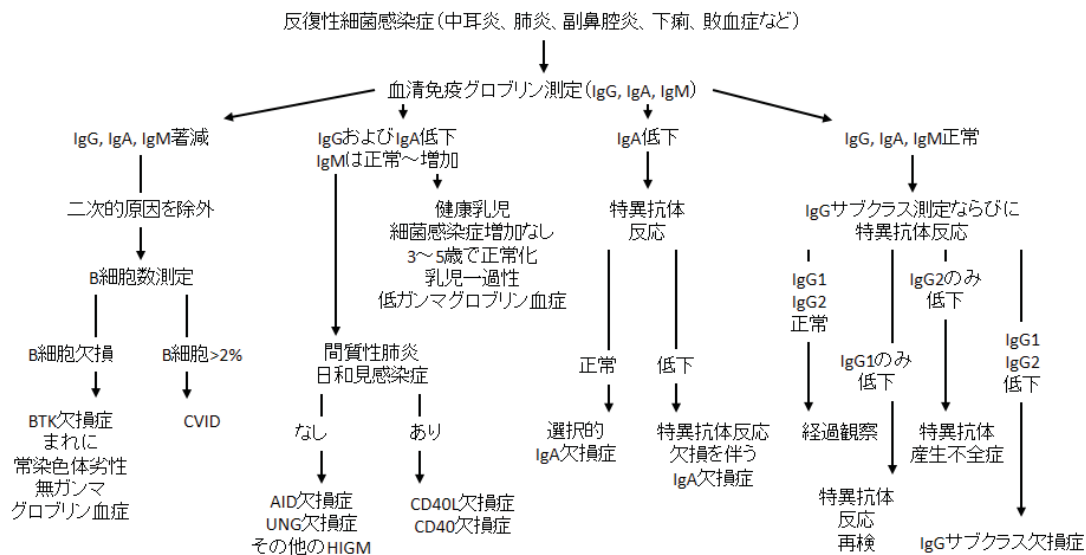 反復性細菌感染症（中耳炎、肺炎、副鼻腔炎、下痢、敗血症など）
血清免疫グロブリン測定（IgG, IgA, IgM）
IgG, IgA, IgM著減
二次的原因を除外
B細胞数測定
B細胞欠損
BTK欠損症
まれに
常染色体劣性
無ガンマ
グロブリン血症
B細胞>2%
CVID
IgGおよびIgA低下
IgMは正常～増加
健康乳児
細菌感染症増加なし
3～5歳で正常化
乳児一過性
低ガンマグロブリン血症
間質性肺炎
日和見感染症
なし
AID欠損症
UNG欠損症
その他のHIGM
あり
CD40L欠損症
CD40欠損症
IgA低下
特異抗体
反応
正常
選択的
IgA欠損症
低下
特異抗体反応
欠損を伴う
IgA欠損症
IgG, IgA, IgM正常
IgGサブクラス測定ならびに
特異抗体反応
IgG1
IgG2
正常
経過観察
IgG1のみ
低下
特異抗体
反応
再検
IgG2のみ
低下
特異抗体
産生不全症
IgG1
IgG2
低下
IgGサブクラス欠損症